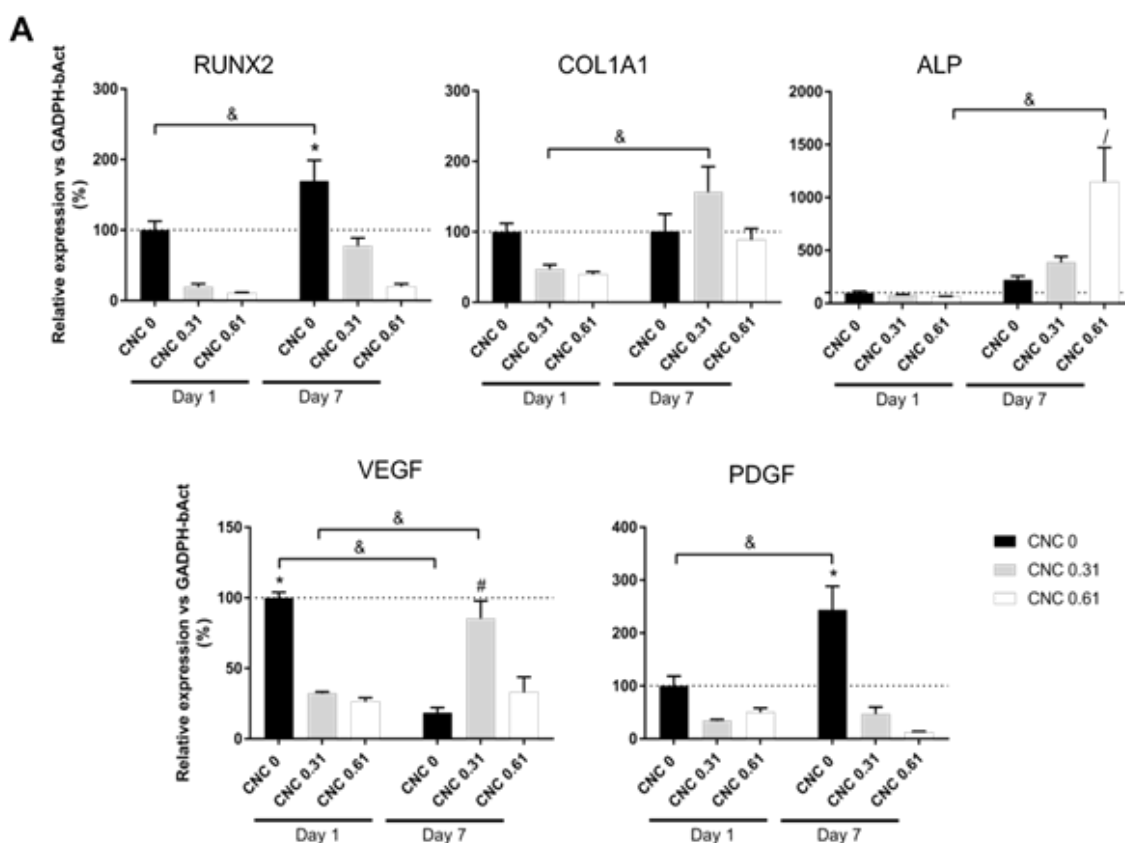 A
RUNX2
Relative expression vs GADPH-bAct
(%)
300
200
100
0
&
*
CNC 0
CNC 0.31
CNC 0.61
CNC 0
CNC 0.31
CNC 0.61
Day 1
Day 7
COL1A1
300
200
100
0
&
CNC 0
CNC 0.31
CNC 0.61
CNC 0
CNC 0.31
CNC 0.61
Day 1
Day 7
ALP
2000
1500
1000
500
0
&
/
CNC 0
CNC 0.31
CNC 0.61
CNC 0
CNC 0.31
CNC 0.61
Day 1
Day 7
VEGF
Relative expression vs GADPH-bAct
(%)
150
100
50
0
&
&
*
#
CNC 0
CNC 0.31
CNC 0.61
CNC 0
CNC 0.31
CNC 0.61
Day 1
Day 7
PDGF
400
300
200
100
0
&
*
CNC 0
CNC 0.31
CNC 0.61
CNC 0
CNC 0.31
CNC 0.61
Day 1
Day 7
CNC 0
CNC 0.31
CNC 0.61